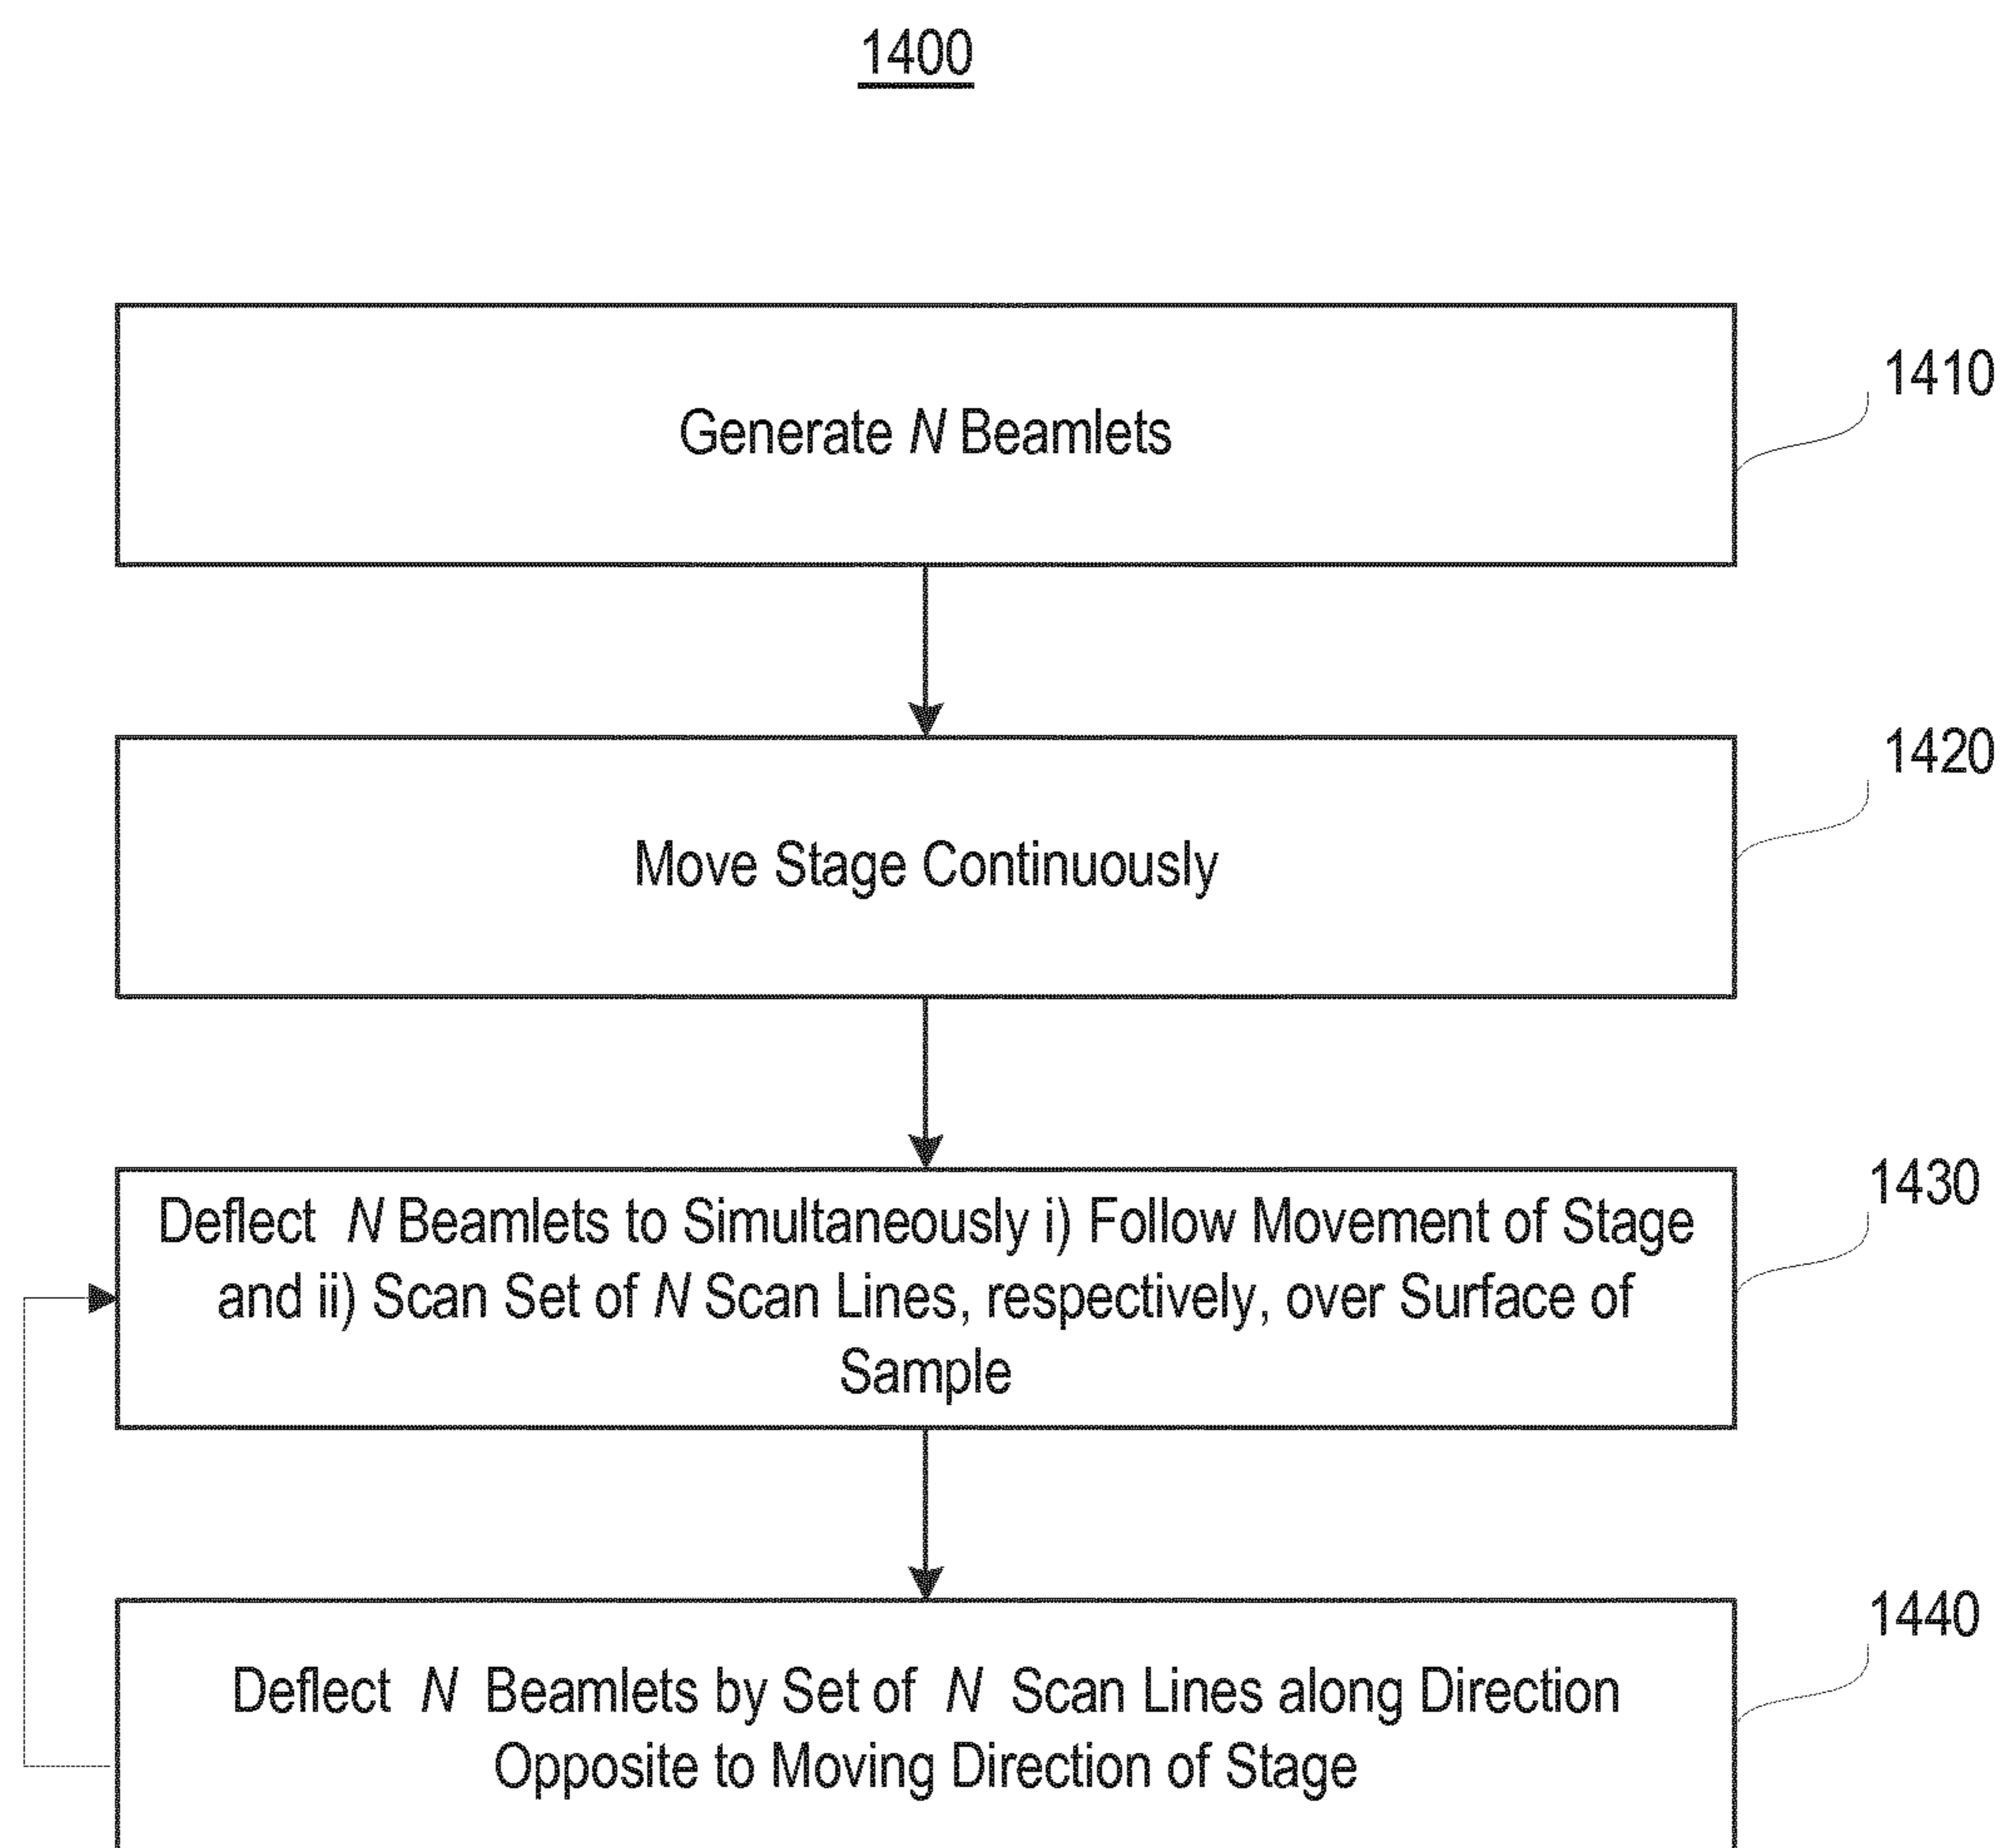 1400
Generate N Beamlets
1410
Move Stage Continuously
1420
Deflect N Beamlets to Simultaneously i) Follow Movement of Stage
and ii) Scan Set of N Scan Lines, respectively, over Surface of
Sample
1430
Deflect N Beamlets by Set of N Scan Lines along Direction
Opposite to Moving Direction of Stage
1440